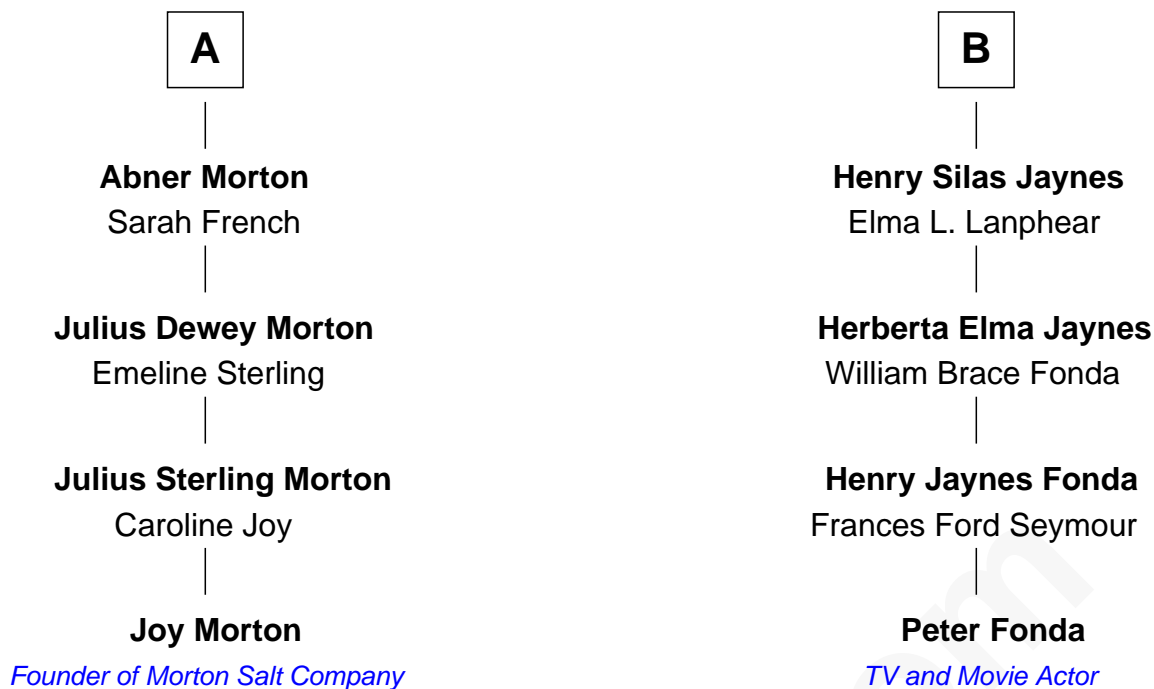 A
B
Abner Morton
Sarah French
Henry Silas Jaynes
Elma L. Lanphear
Julius Dewey Morton
Emeline Sterling
Herberta Elma Jaynes
William Brace Fonda
Julius Sterling Morton
Caroline Joy
Henry Jaynes Fonda
Frances Ford Seymour
Joy Morton
Founder of Morton Salt Company
Peter Fonda
TV and Movie Actor